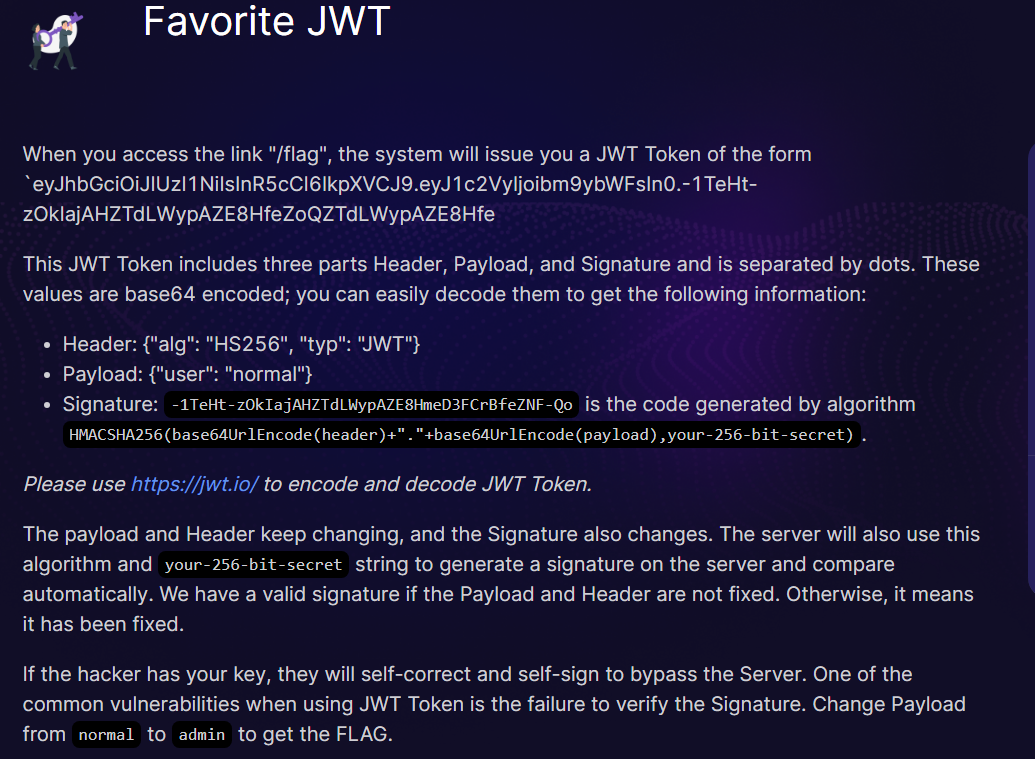 Favorite JWT
When you access the link "/flag", the system will issue you a JWT Token of the form
`eyJhbGciOiJIUzI1NiIsInR5cCI6IkpXVCJ9.eyJ1c2VyIjoibm9ybWFsIn0.-1TeHt-
zOkIajAHZTdLWypAZE8HfeZoQZTdLWypAZE8Hfe
This JWT Token includes three parts Header, Payload, and Signature and is separated by dots. These
values are base64 encoded; you can easily decode them to get the following information:
• Header: {"alg": "HS256", "typ": "JWT"}
• Payload: {"user": "normal"}
• Signature: -1TeHt-zOkIajAHZTdLWypAZE8HmeD3FCrBfeZNF-Qo is the code generated by algorithm
HMACSHA256(base64UrlEncode(header)+"."+base64UrlEncode(payload),your-256-bit-secret) .
Please use https://jwt.io/ to encode and decode JWT Token.
The payload and Header keep changing, and the Signature also changes. The server will also use this
algorithm and your-256-bit-secret string to generate a signature on the server and compare
automatically. We have a valid signature if the Payload and Header are not fixed. Otherwise, it means
it has been fixed.
If the hacker has your key, they will self-correct and self-sign to bypass the Server. One of the
common vulnerabilities when using JWT Token is the failure to verify the Signature. Change Payload
from normal to admin to get the FLAG.